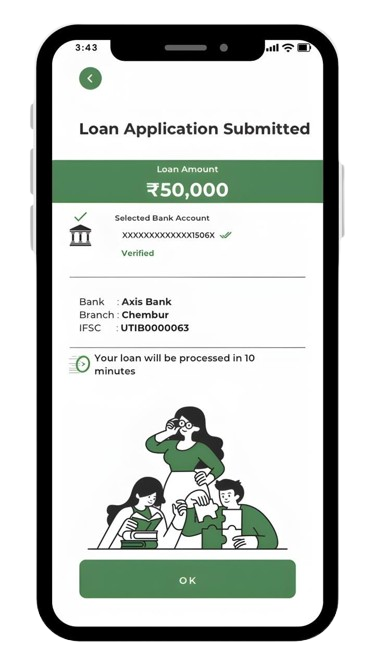 3:43
Loan Application Submitted
Loan Amount
₹50,000
Selected Bank Account
XXXXXXXXXXXXX1506X
Verified
Bank : Axis Bank
Branch : Chembur
IFSC : UTIB0000063
Your loan will be processed in 10
minutes
OK